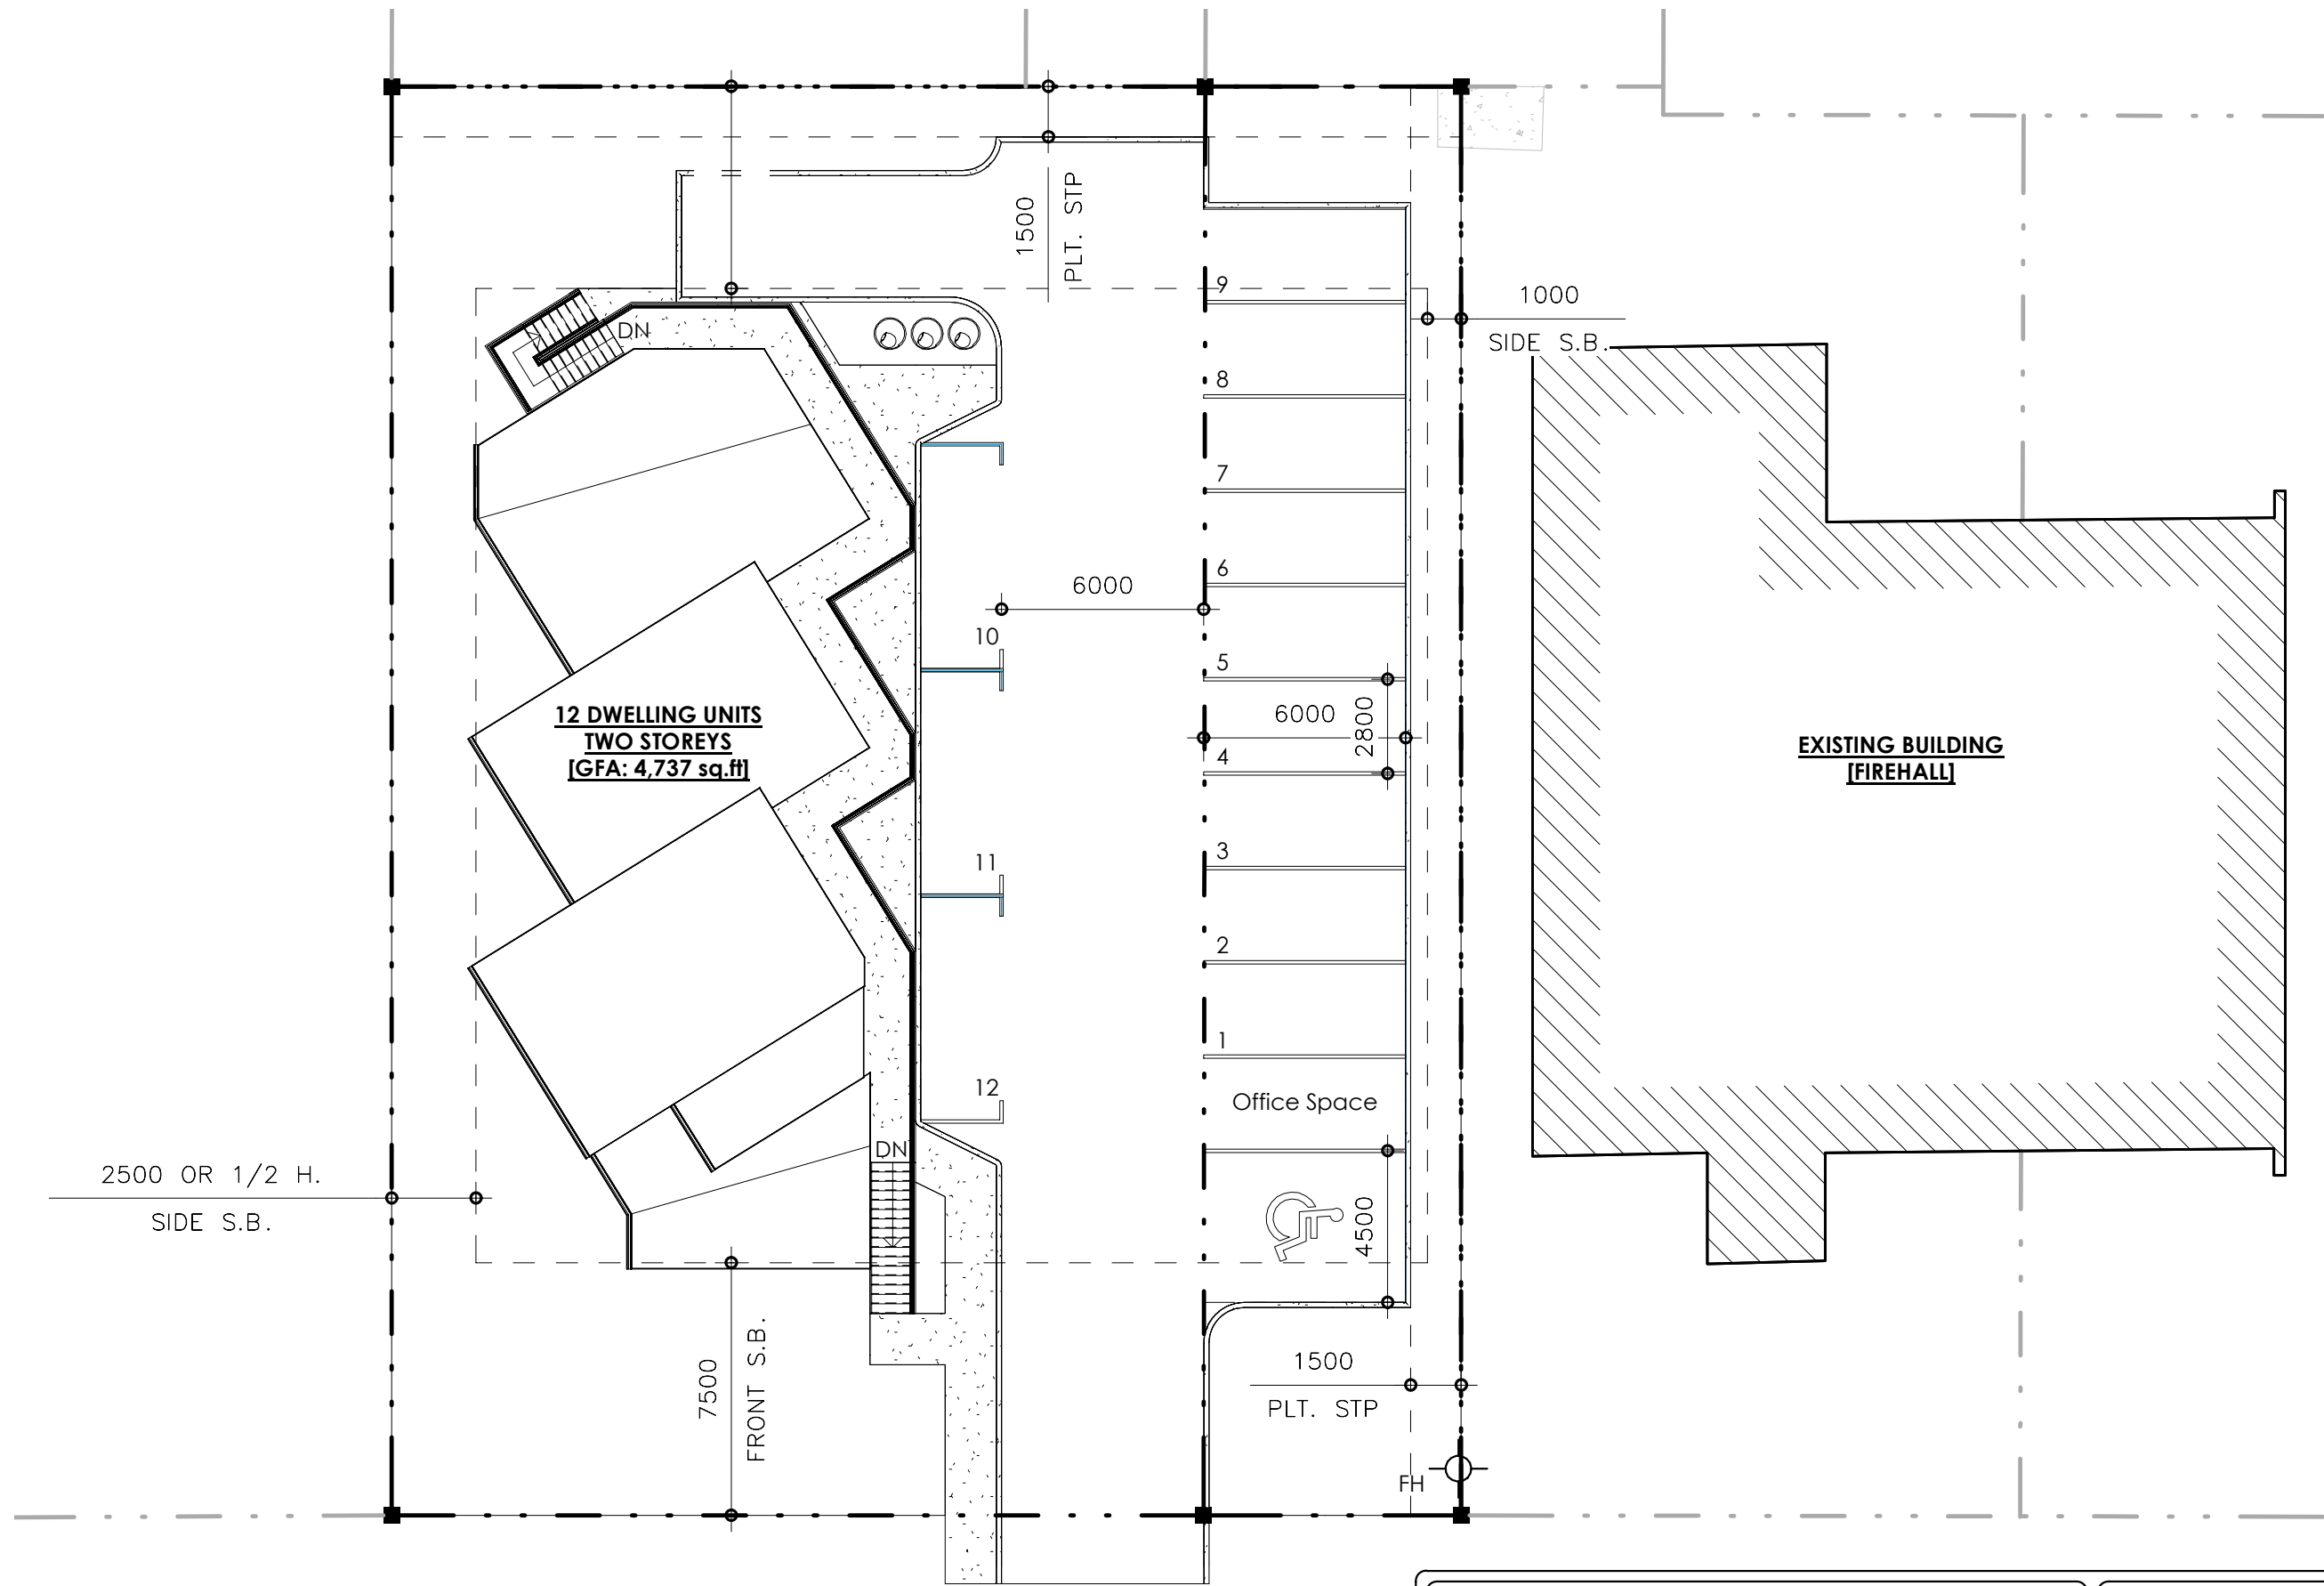 1500
PLT. STP
9
1000
SIDE S.B.
DN
8
7
6
6000
10
5
12 DWELLING UNITS
TWO STOREYS
[GFA: 4,737 sq.ft]
6000
2800
4
EXISTING BUILDING
[FIREHALL]
3
11
2
1
12
Office Space
DN
2500 OR 1/2 H.
SIDE S.B.
4500
7500
FRONT S.B.
1500
PLT. STP
FH